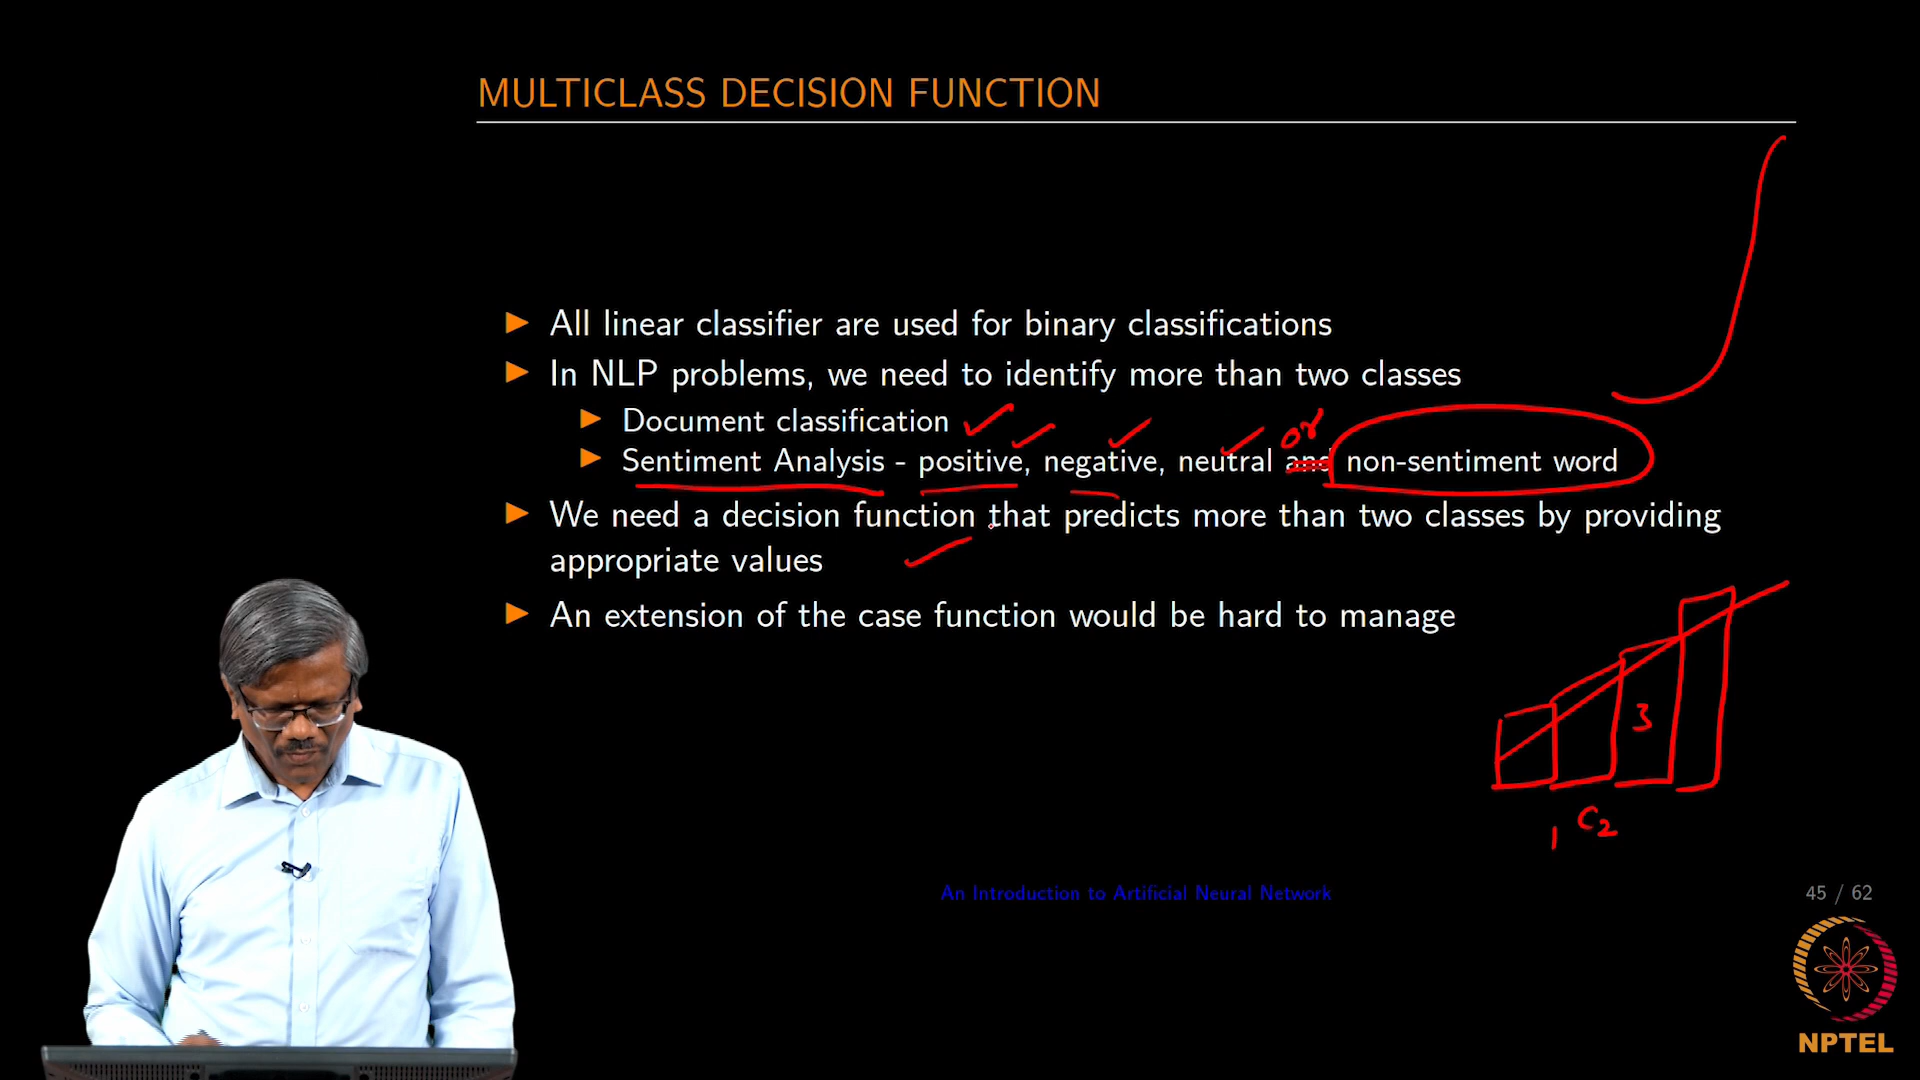 MULTICLASS DECISION FUNCTION
All linear classifier are used for binary classifications
In NLP problems, we need to identify more than two classes
Document classification
or
Sentiment Analysis - positive, negative, neutral and non-sentiment word
We need a decision function that predicts more than two classes by providing
appropriate values
An extension of the case function would be hard to manage
3
1 C2
An Introduction to Artificial Neural Network
45 / 62
NPTEL